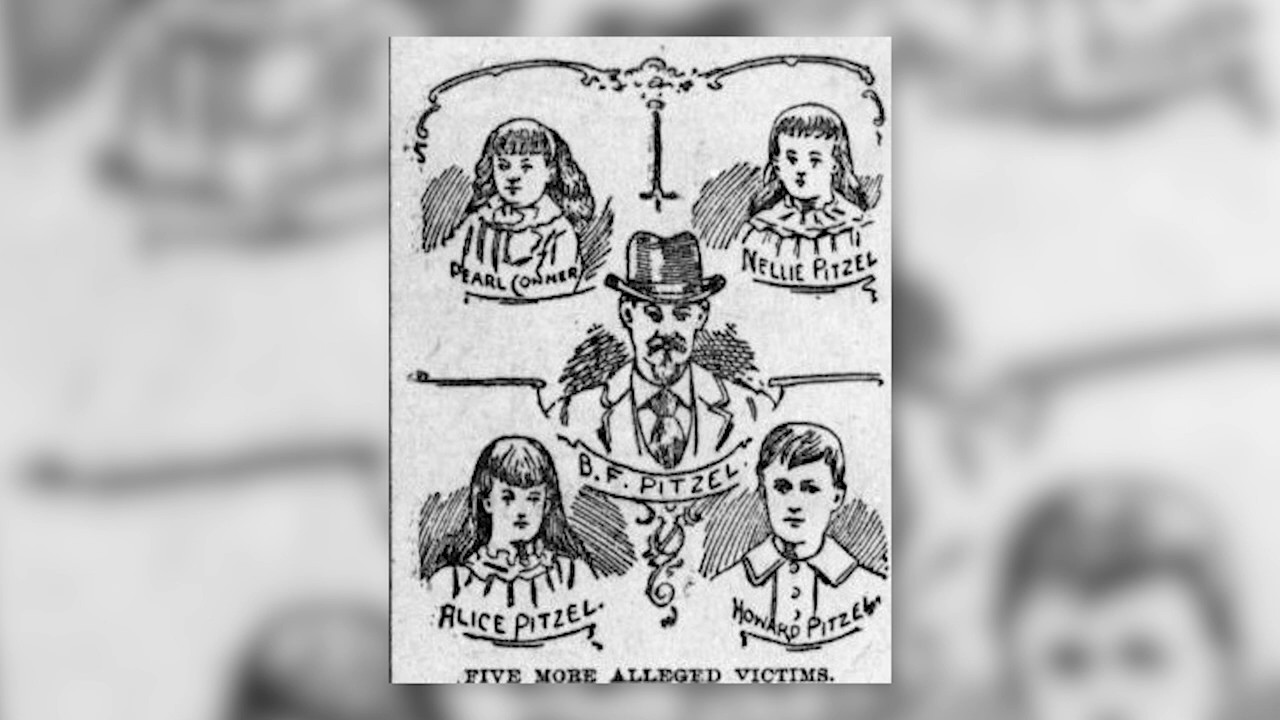 PEARL CONNER
NELLIE PITZEL
B. F. PITZEL.
ALICE PITZEL.
HOWARD PITZEL.
FIVE MORE ALLEGED VICTIMS.